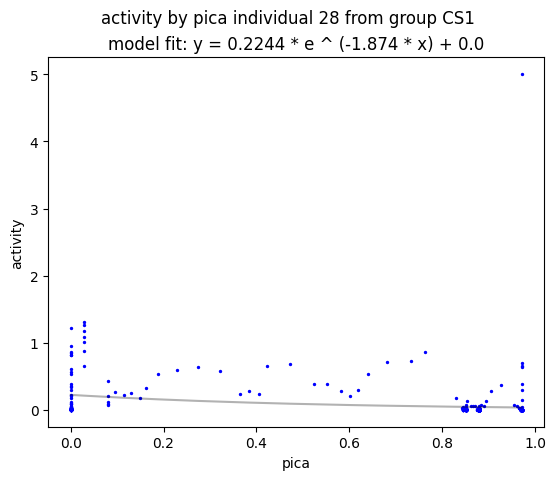 activity by pica individual 28 from group CS1
model fit: y = 0.2244 * e ^ (-1.874 * x) + 0.0
5
4
3
2
1
0
activity
0.0 0.2 0.4 0.6 0.8 1.0
pica